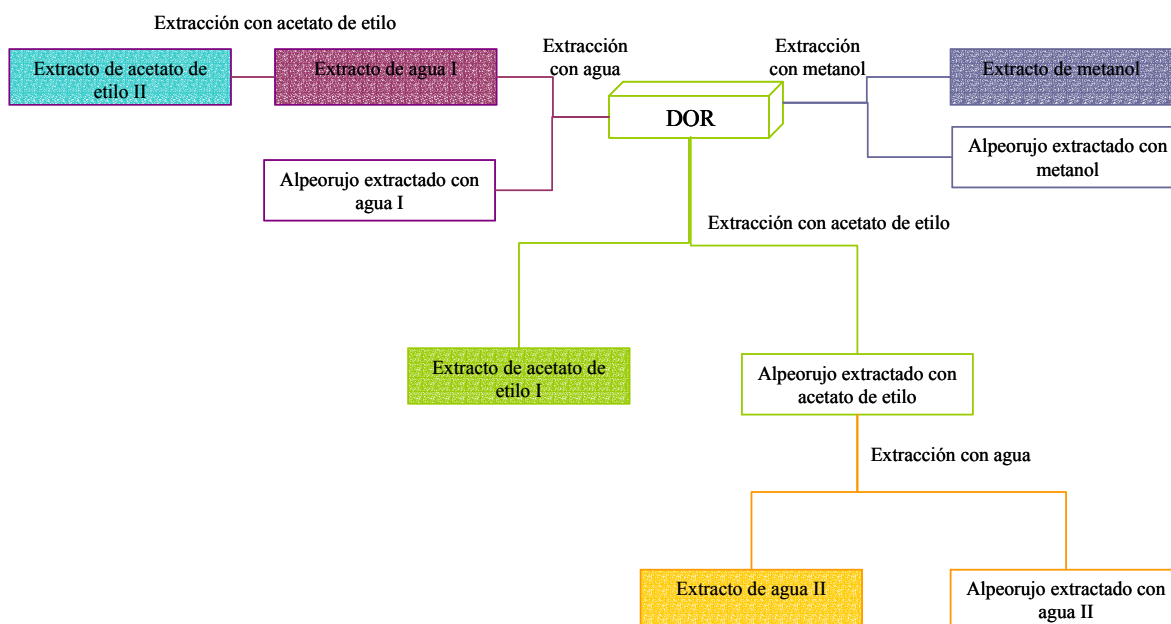 Extracción con acetato de etilo
Extracto de acetato de
etilo II
Extracto de agua I
Extracción
con agua
Extracción
con metanol
Extracto de metanol
DOR
Alpeorujo extractado con
agua I
Alpeorujo extractado con
metanol
Extracción con acetato de etilo
Extracto de acetato de
etilo I
Alpeorujo extractado con
acetato de etilo
Extracción con agua
Extracto de agua II
Alpeorujo extractado con
agua II